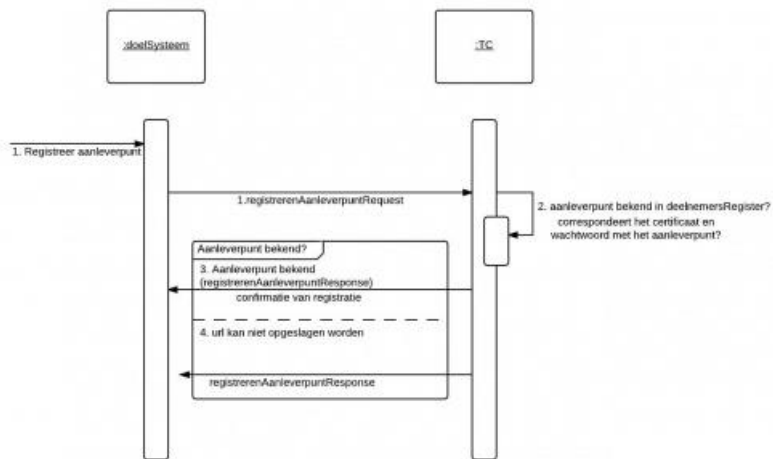 :doelSysteem
:TC
1. Registreer aanleverpunt
1.registrerenAanleverpuntRequest
2. aanleverpunt bekend in deelnemersRegister?
correspondeert het certificaat en
wachtwoord met het aanleverpunt?
Aanleverpunt bekend?
3. Aanleverpunt bekend
(registrerenAanleverpuntResponse)
confirmatie van registratie
4. url kan niet opgeslagen worden
registrerenAanleverpuntResponse